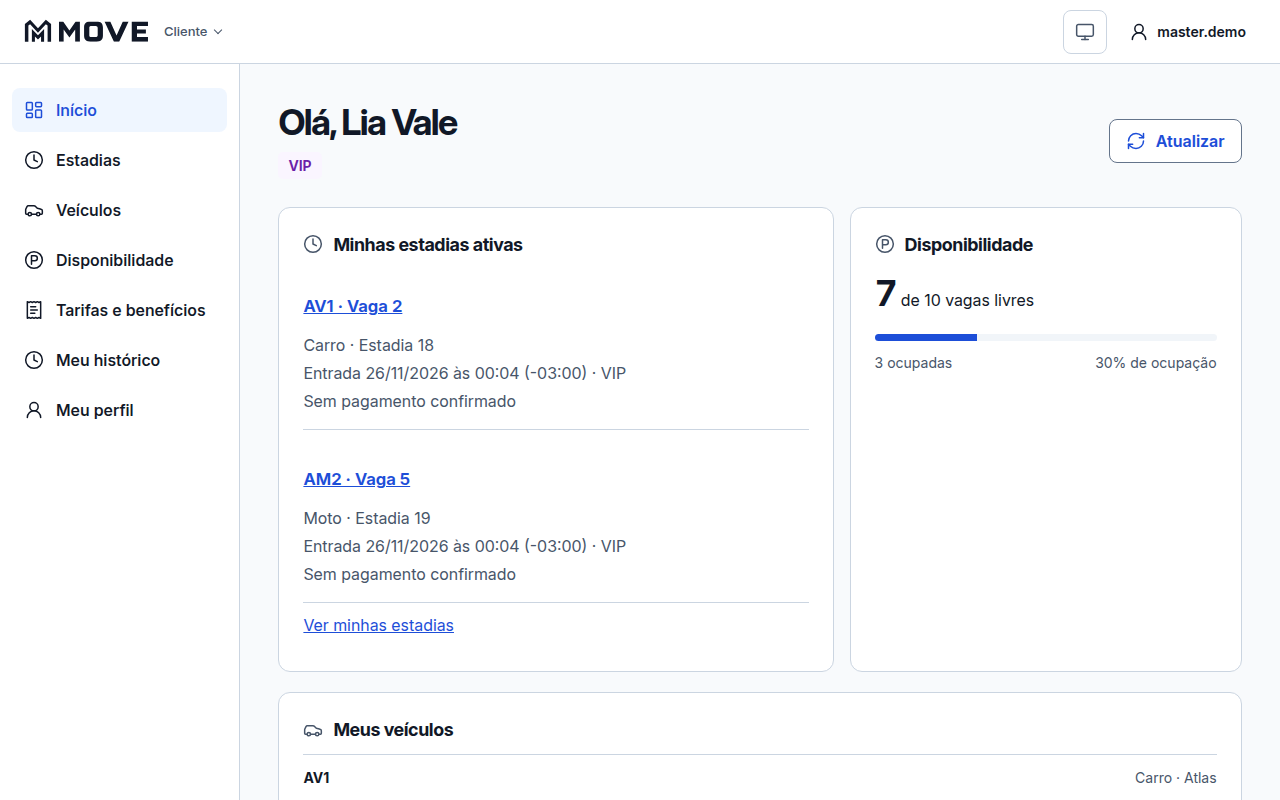 MOVE
Cliente
master.demo
Início
Estadias
Veículos
Disponibilidade
Tarifas e benefícios
Meu histórico
Meu perfil
Olá, Lia Vale
VIP
Atualizar
Minhas estadias ativas
AV1 · Vaga 2
Carro · Estadia 18
Entrada 26/11/2026 às 00:04 (-03:00) · VIP
Sem pagamento confirmado
AM2 · Vaga 5
Moto · Estadia 19
Entrada 26/11/2026 às 00:04 (-03:00) · VIP
Sem pagamento confirmado
Ver minhas estadias
Disponibilidade
7 de 10 vagas livres
3 ocupadas
30% de ocupação
Meus veículos
AV1
Carro · Atlas